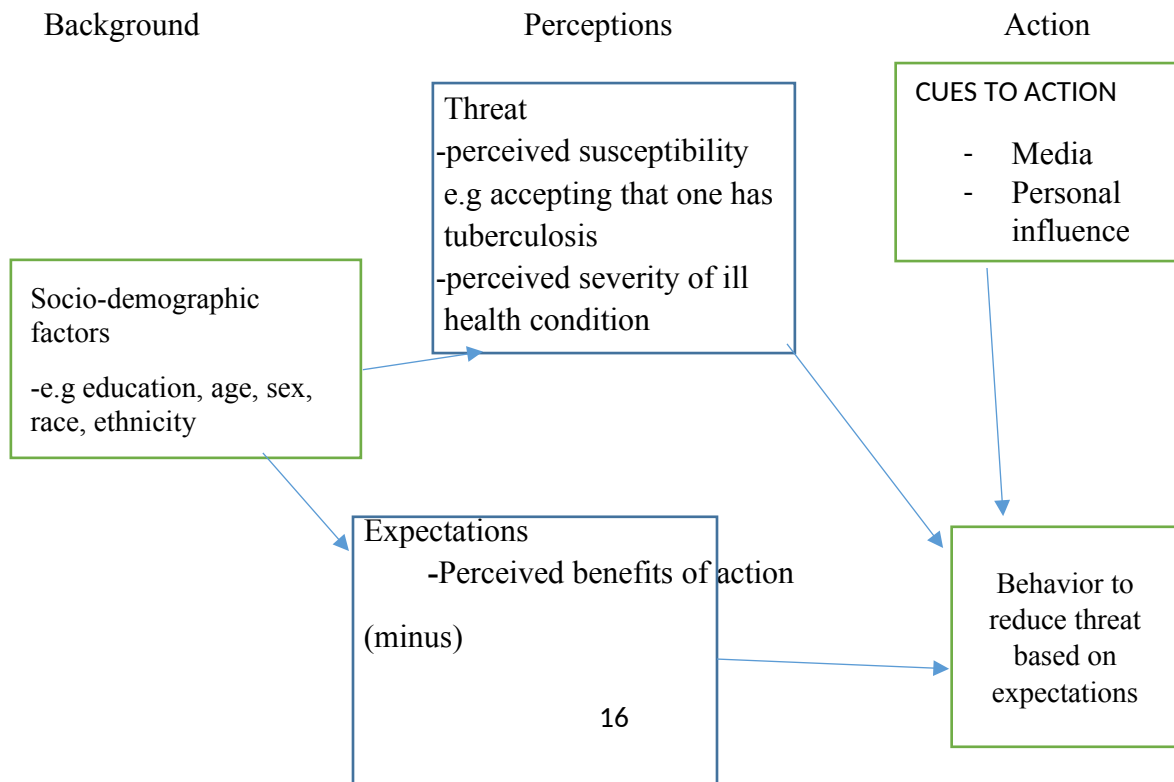 Background
Perceptions
Action
CUES TO ACTION
- Media
- Personal
influence
Threat
-perceived susceptibility
e.g accepting that one has
tuberculosis
-perceived severity of ill
health condition
Socio-demographic
factors
-e.g education, age, sex,
race, ethnicity
Expectations
-Perceived benefits of action
(minus)
Behavior to
reduce threat
based on
expectations
16